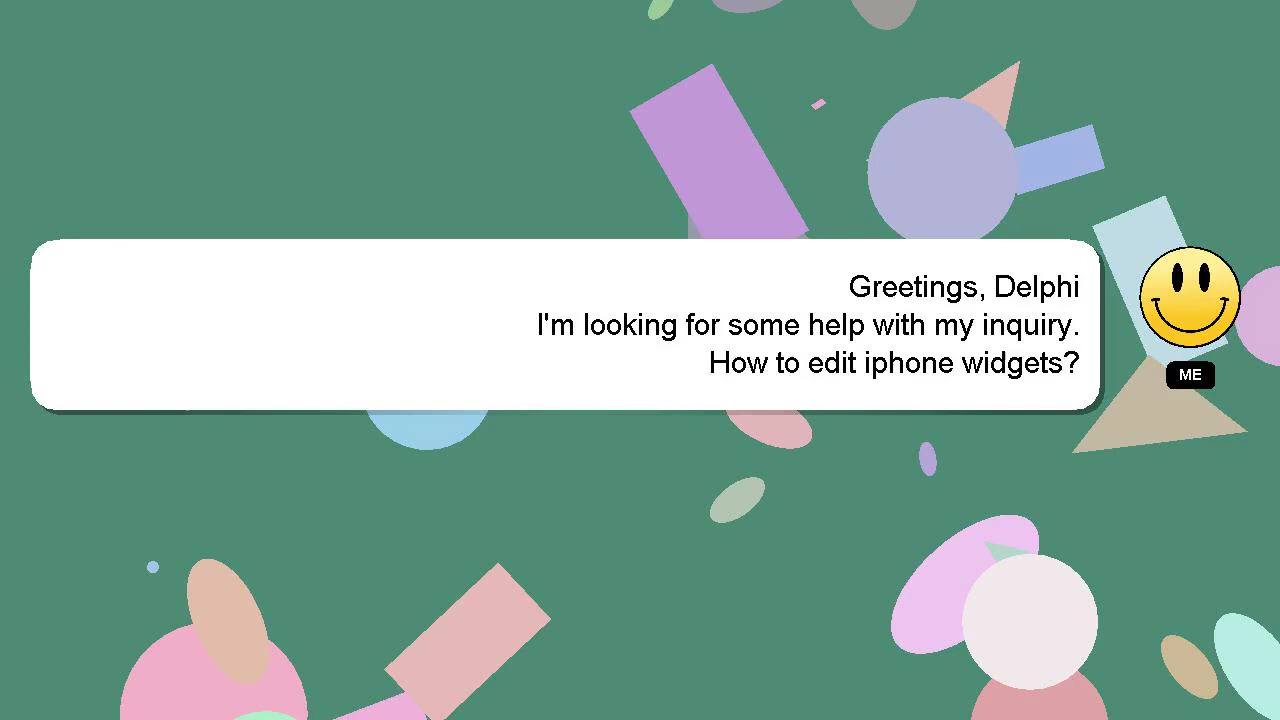 Greetings, Delphi
I'm looking for some help with my inquiry.
How to edit iphone widgets?
ME